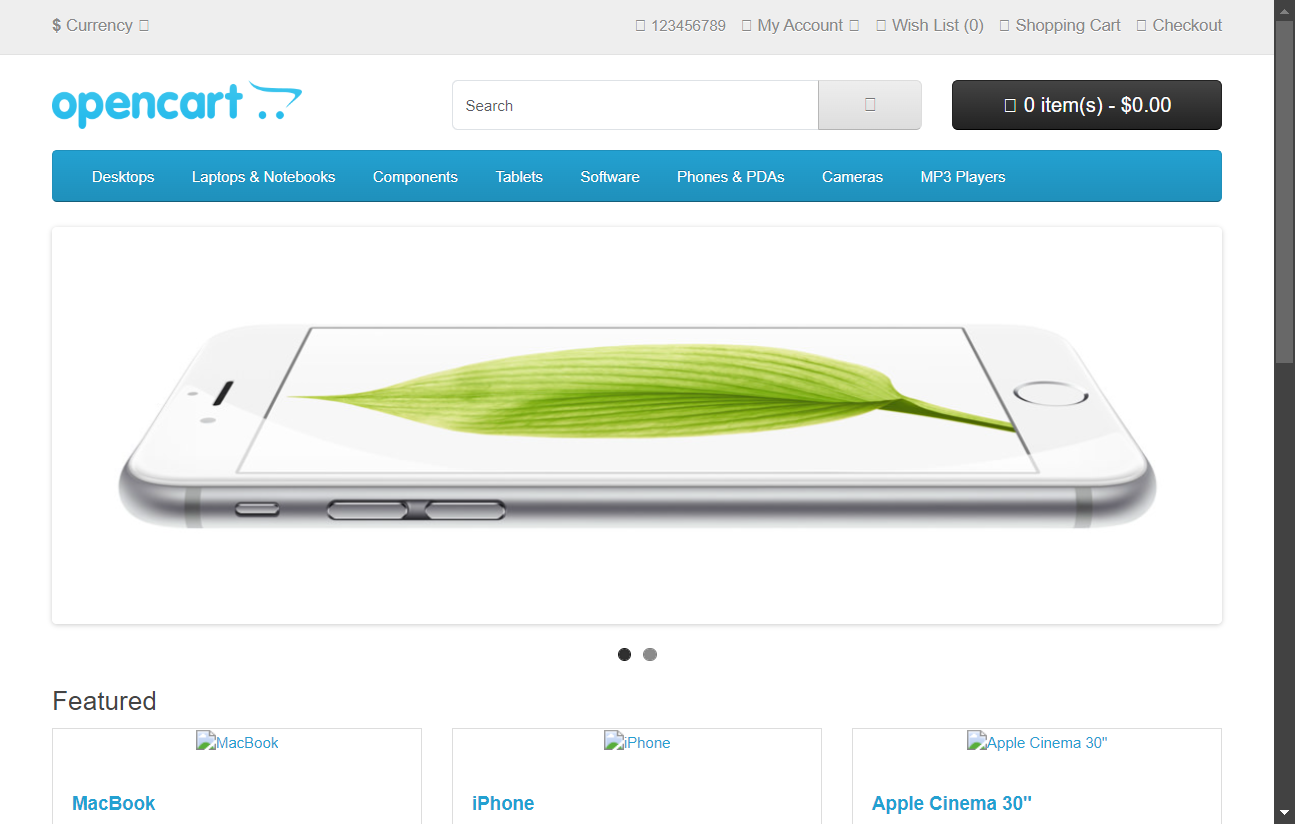 $ Currency
123456789 My Account Wish List (0) Shopping Cart Checkout
opencart
Search
0 item(s) - $0.00
Desktops Laptops & Notebooks Components Tablets Software Phones & PDAs Cameras MP3 Players
Featured
MacBook iPhone Apple Cinema 30"
MacBook iPhone Apple Cinema 30"